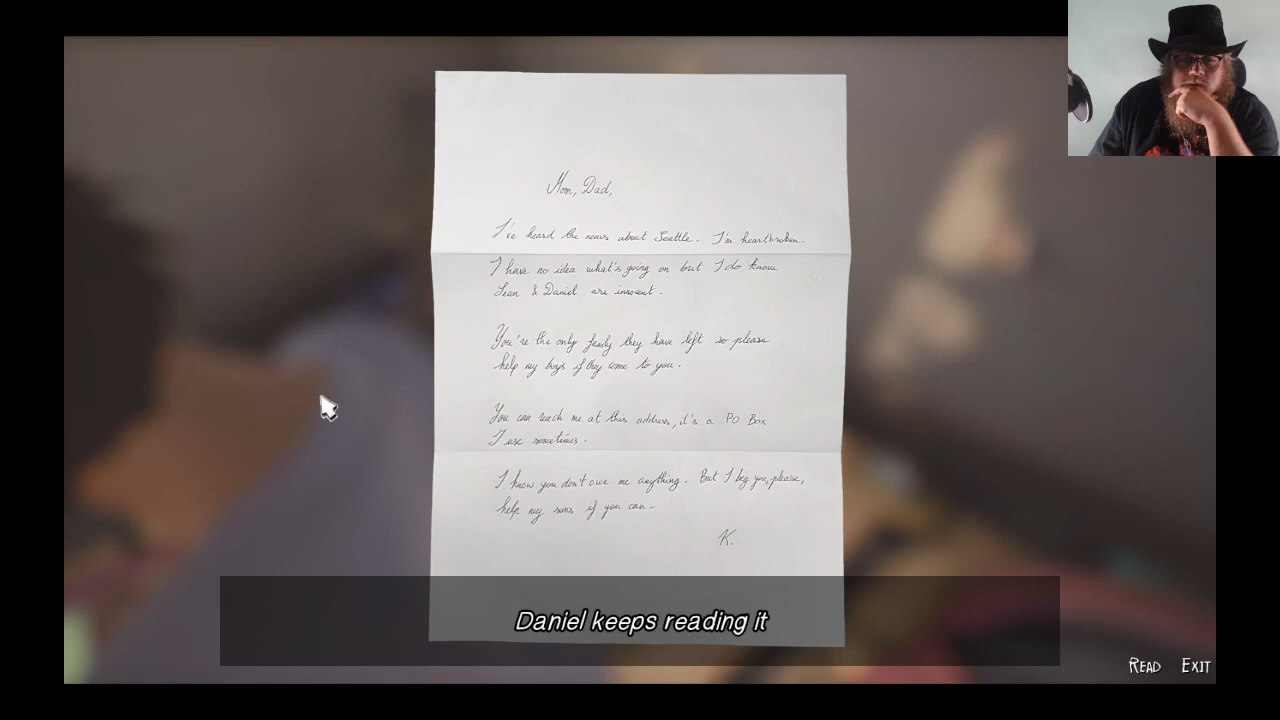 Mom, Dad,
I've heard the news about Seattle. I'm heartbroken.
I have no idea what's going on but I do know
Sean & Daniel are innocent.
You're the only family they have left so please
help my boys if they come to you.
You can reach me at this address, it's a PO Box
I use sometimes.
I know you don't owe me anything. But I beg you, please,
help my sons if you can.
K.
Daniel keeps reading it
READ EXIT